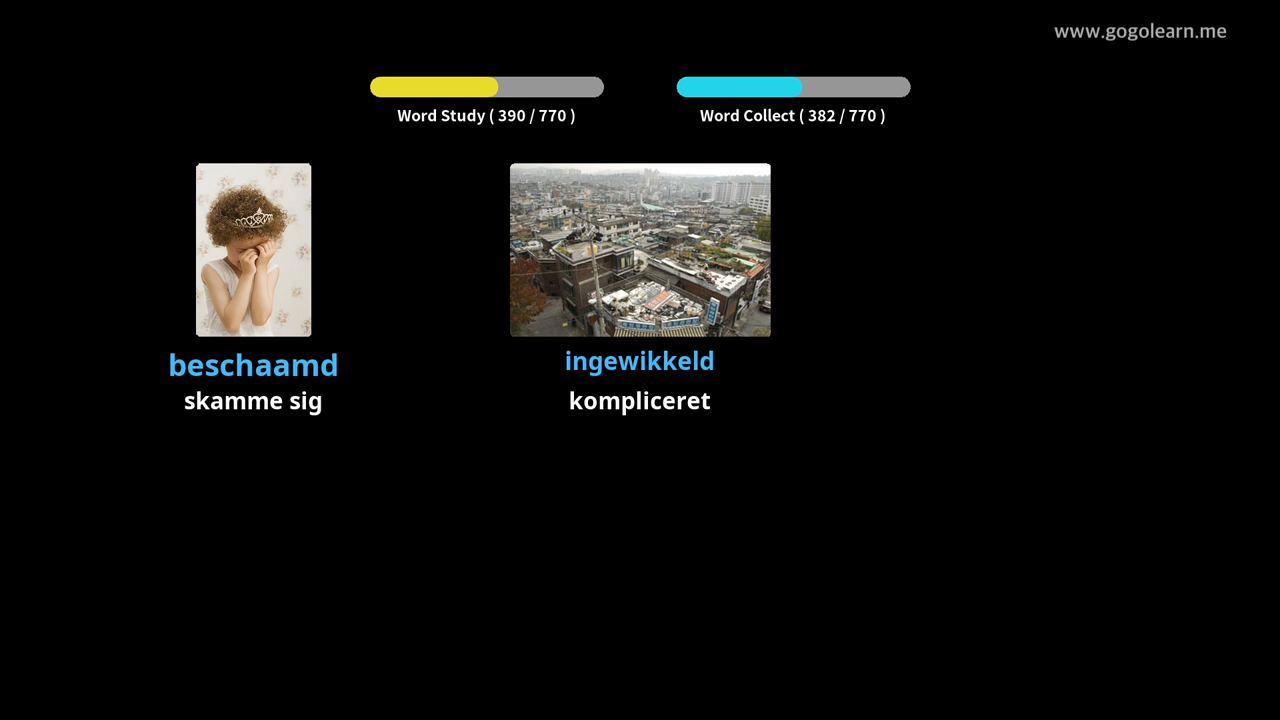 www.gogolearn.me
Word Study ( 390 / 770 )
Word Collect ( 382 / 770 )
beschaamd
skamme sig
ingewikkeld
kompliceret